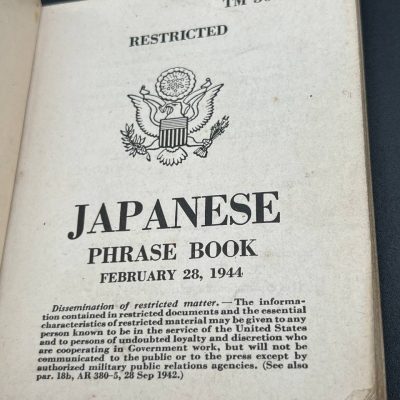 TM
RESTRICTED
JAPANESE
PHRASE BOOK
FEBRUARY 28, 1944
Dissemination of restricted matter.—The informa-
tion contained in restricted documents and the essential
characteristics of restricted material may be given to any
person known to be in the service of the United States
and to persons of undoubted loyalty and discretion who
are cooperating in Government work, but will not be
communicated to the public or to the press except by
authorized military public relations agencies. (See also
par. 18b, AR 380-5, 28 Sep 1942.)